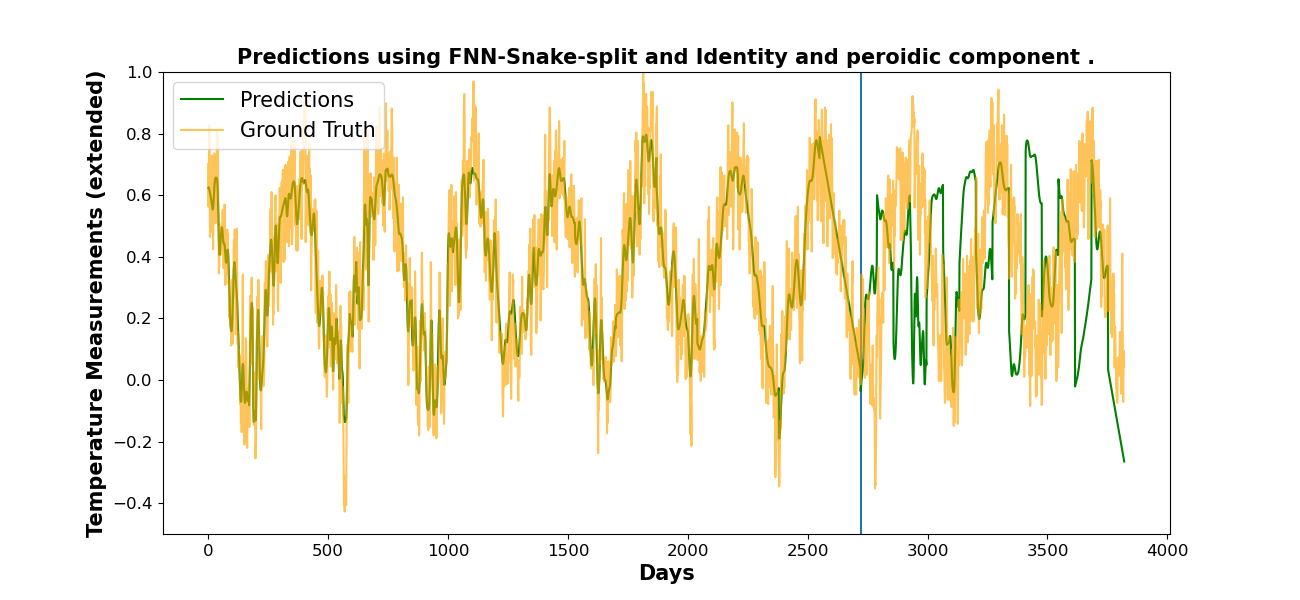 Predictions using FNN-Snake-split and Identity and peroidic component .
Predictions
Ground Truth
Temperature Measurements (extended)
1.0
0.8
0.6
0.4
0.2
0.0
−0.2
−0.4
0 500 1000 1500 2000 2500 3000 3500 4000
Days